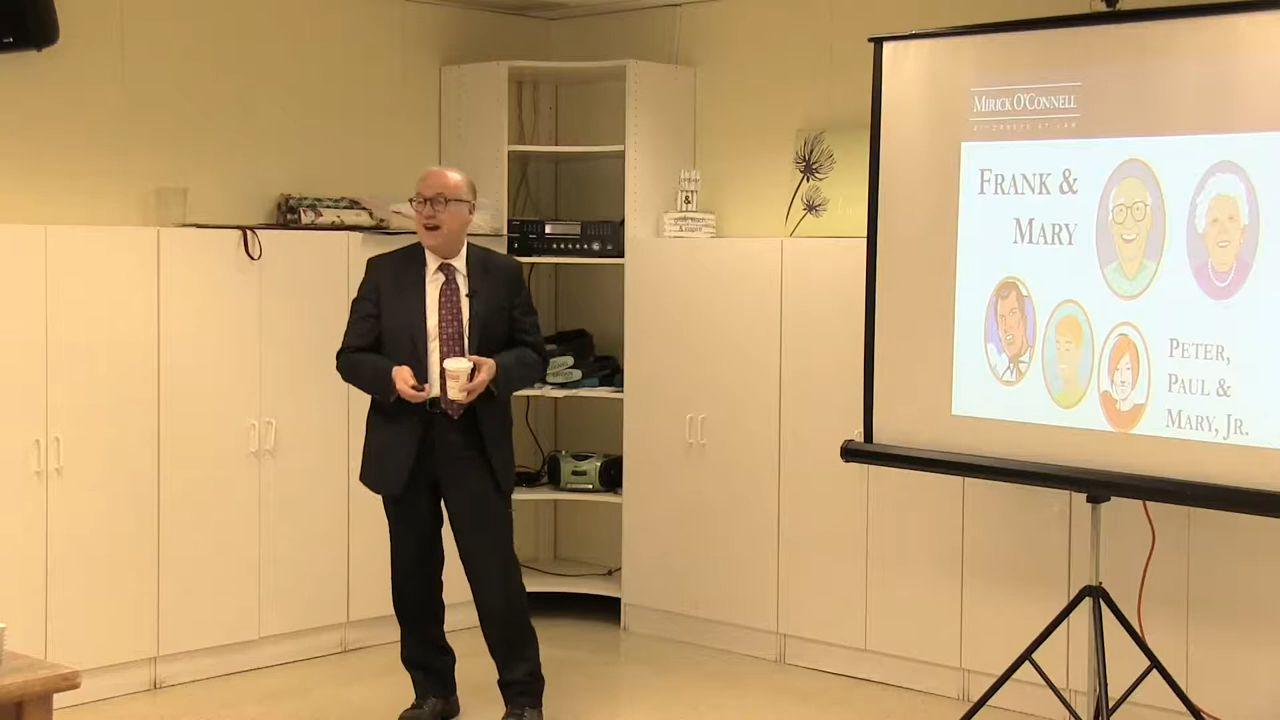 MIRICK O'CONNELL
ATTORNEYS AT LAW
FRANK &
MARY
PETER,
PAUL &
MARY, JR.
&